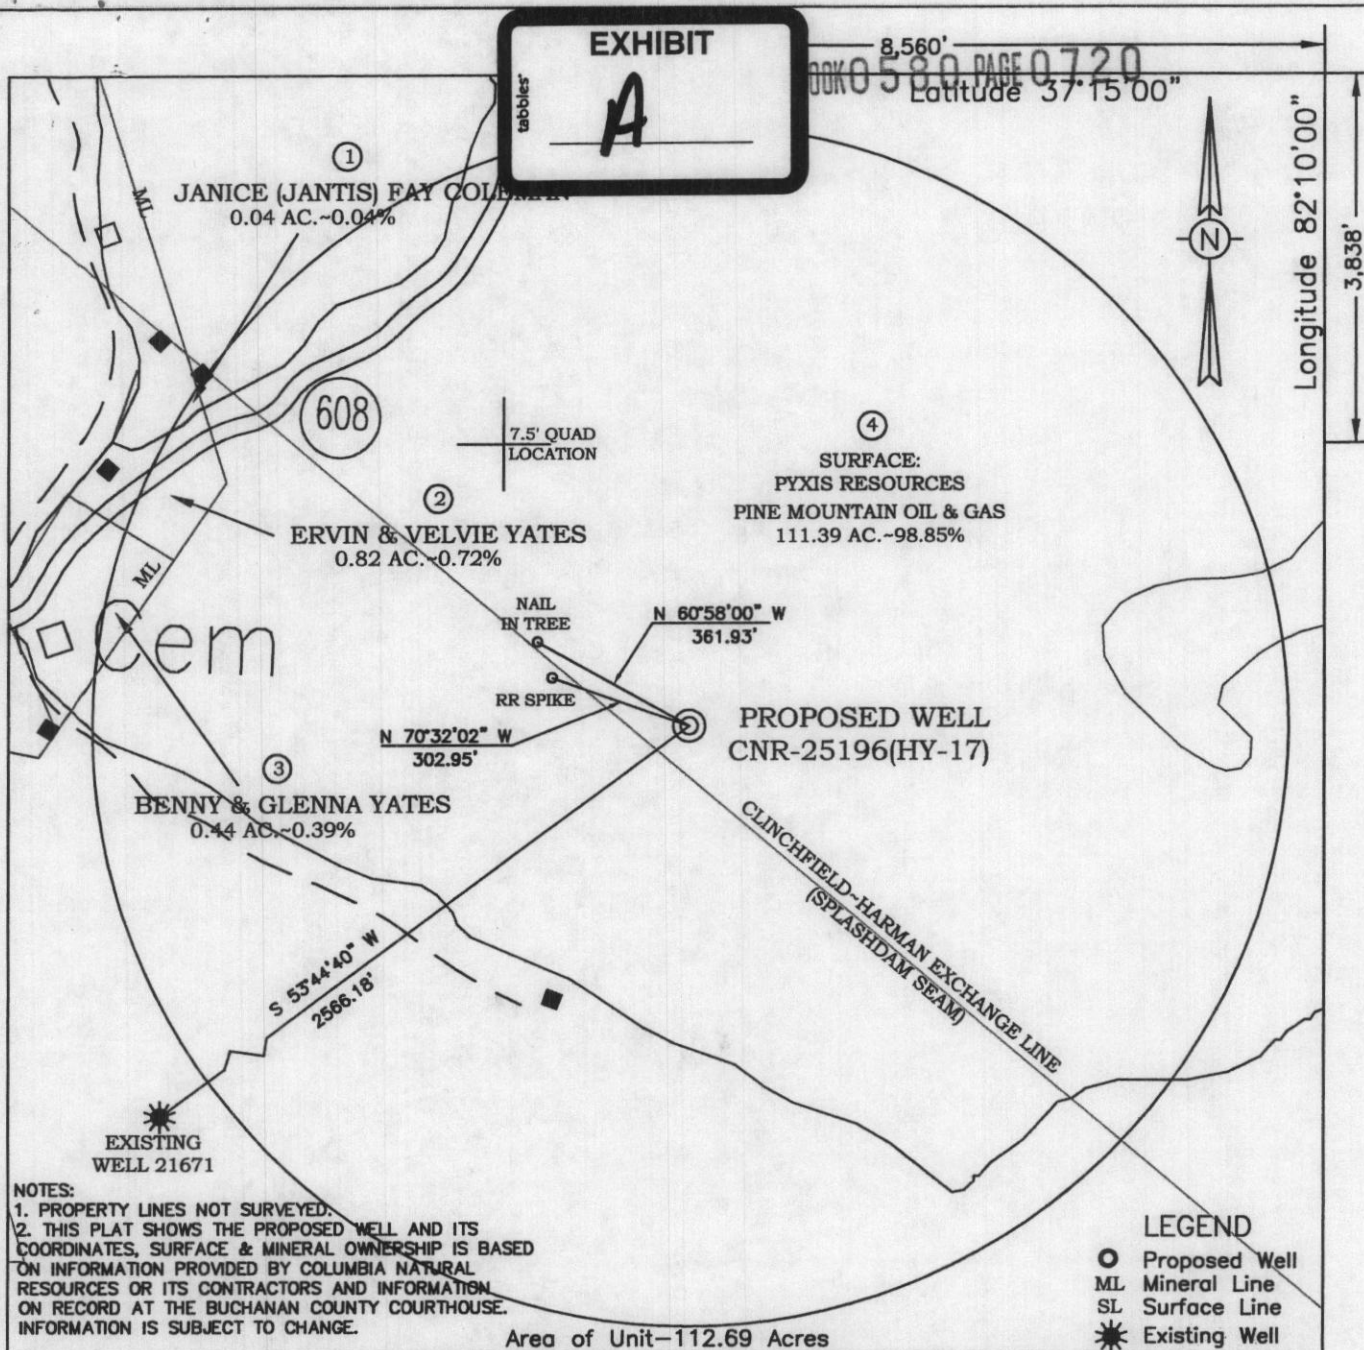 EXHIBIT
tabbies'
A
8,560'
OOK 0580 PAGE 0720
Latitude 37°15'00"
Longitude 82°10'00"
3,838'
N
1
JANICE (JANTIS) FAY COLEMAN
0.04 AC.~0.04%
ML
608
7.5' QUAD
LOCATION
4
SURFACE:
PYXIS RESOURCES
PINE MOUNTAIN OIL & GAS
111.39 AC.~98.85%
2
ERVIN & VELVIE YATES
0.82 AC.~0.72%
ML
Cem
NAIL
IN TREE
N 60°58'00" W
361.93'
RR SPIKE
N 70°32'02" W
302.95'
PROPOSED WELL
CNR-25196(HY-17)
3
BENNY & GLENNA YATES
0.44 AC.~0.39%
CLINCHFIELD~HARMAN EXCHANGE LINE
(SPLASHDAM SEAM)
S 53°44'40" W
2566.18'
EXISTING
WELL 21671
NOTES:
1. PROPERTY LINES NOT SURVEYED.
2. THIS PLAT SHOWS THE PROPOSED WELL AND ITS
COORDINATES, SURFACE & MINERAL OWNERSHIP IS BASED
ON INFORMATION PROVIDED BY COLUMBIA NATURAL
RESOURCES OR ITS CONTRACTORS AND INFORMATION
ON RECORD AT THE BUCHANAN COUNTY COURTHOUSE.
INFORMATION IS SUBJECT TO CHANGE.
Area of Unit-112.69 Acres
LEGEND
Proposed Well
ML Mineral Line
SL Surface Line
Existing Well